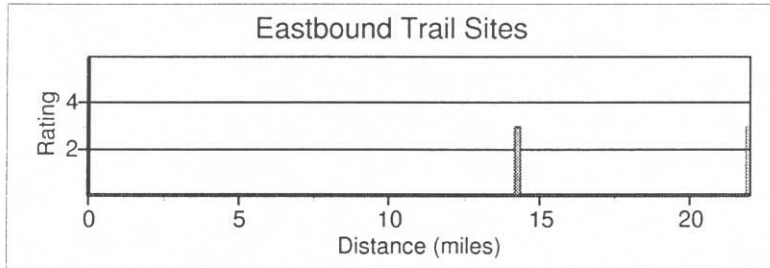 Eastbound Trail Sites
Rating
4
2
0 5 10 15 20
Distance (miles)